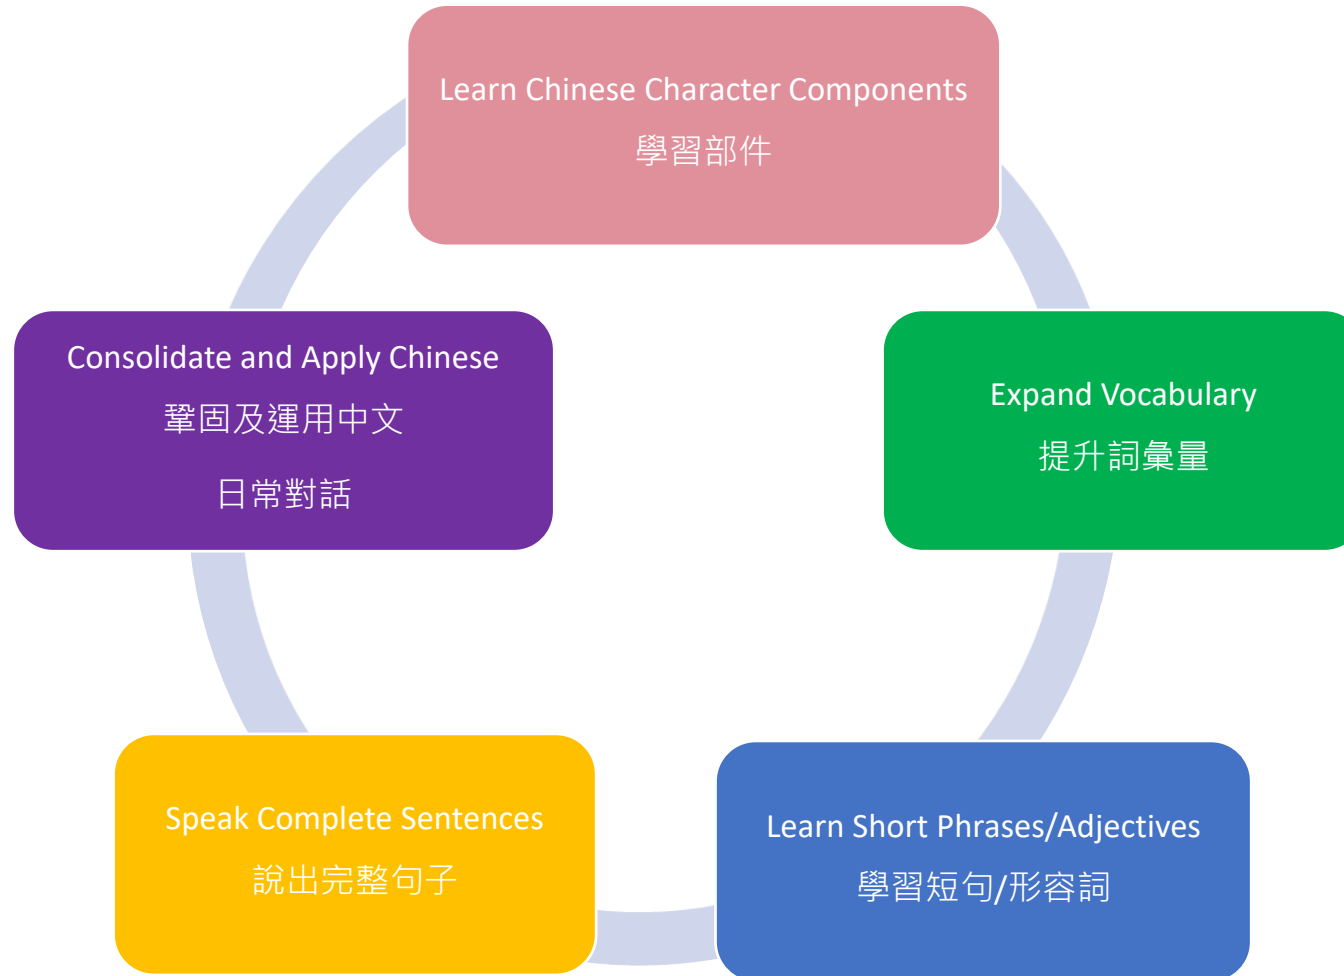 Learn Chinese Character Components
學習部件
Expand Vocabulary
提升詞彙量
Learn Short Phrases/Adjectives
學習短句/形容詞
Speak Complete Sentences
說出完整句子
Consolidate and Apply Chinese
鞏固及運用中文
日常對話